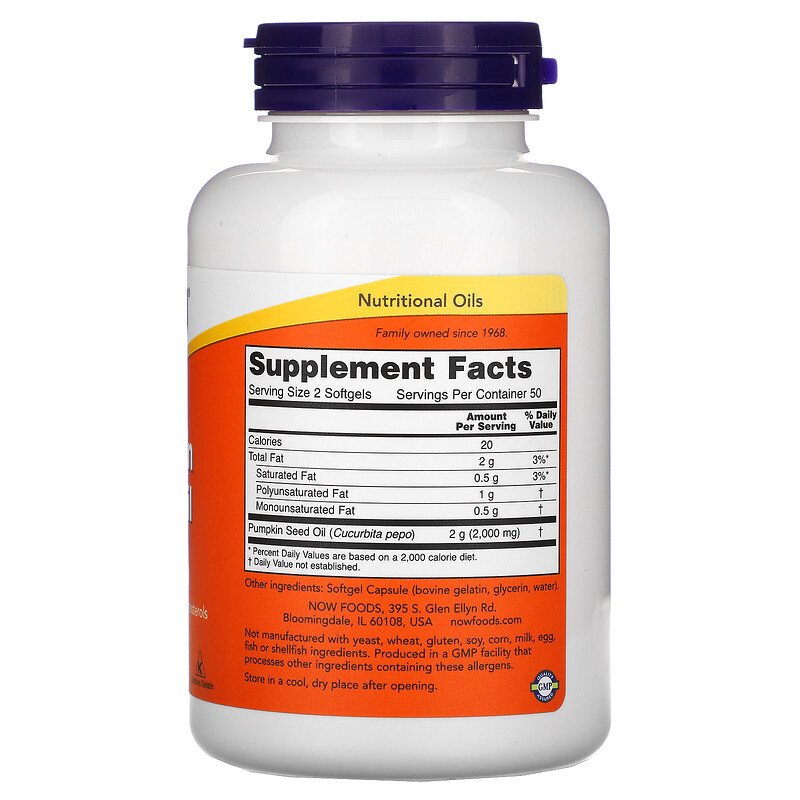 Nutritional Oils
Family owned since 1968.
Supplement Facts
Serving Size 2 Softgels Servings Per Container 50
Amount Per Serving % Daily Value
Calories 20
Total Fat 2 g 3%*
Saturated Fat 0.5 g 3%*
Polyunsaturated Fat 1 g †
Monounsaturated Fat 0.5 g †
Pumpkin Seed Oil (Cucurbita pepo) 2 g (2,000 mg) †
* Percent Daily Values are based on a 2,000 calorie diet.
† Daily Value not established.
Other ingredients: Softgel Capsule (bovine gelatin, glycerin, water).
NOW FOODS, 395 S. Glen Ellyn Rd.
Bloomingdale, IL 60108, USA nowfoods.com
Not manufactured with yeast, wheat, gluten, soy, corn, milk, egg,
fish or shellfish ingredients. Produced in a GMP facility that
processes other ingredients containing these allergens.
Store in a cool, dry place after opening.
GMP
K